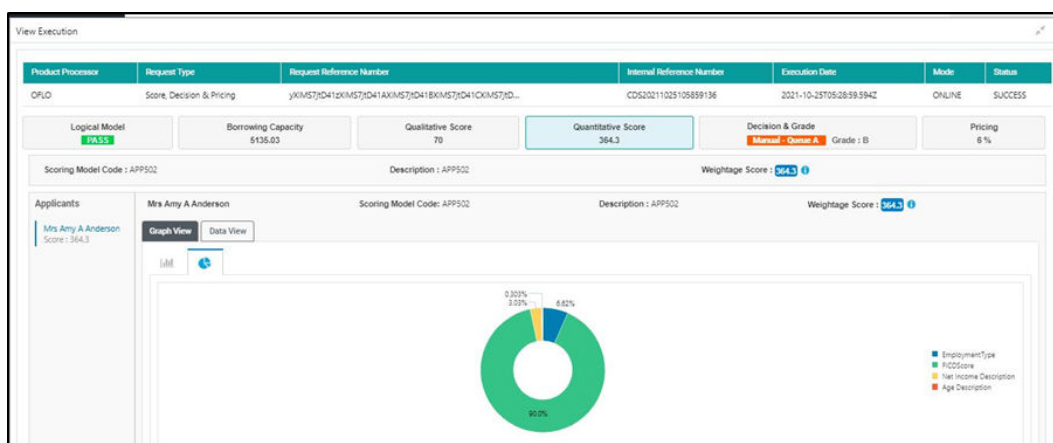 View Execution
Product Processor Request Type Request Reference Number Internal Reference Number Execution Date Mode Status
OFLO Score, Decision & Pricing yXIMS7JtD41zXIMS7JtD41AXIMS7JtD41BXIMS7JtD41CXIMS7JtD... CDS20211025105859136 2021-10-25T05:28:59.594Z ONLINE SUCCESS
Logical Model Borrowing Capacity Qualitative Score Quantitative Score Decision & Grade Pricing
PASS 5135.03 70 364.3 Manual - Queue A Grade : B 6 %
Scoring Model Code : APP502 Description : APP502 Weightage Score : 364.3
Applicants Mrs Amy A Anderson Scoring Model Code: APP502 Description : APP502 Weightage Score : 364.3
Mrs Amy A Anderson
Score : 364.3
Graph View Data View
0.303%
3.03% 6.62%
90.0%
EmploymentType
FICOScore
Net Income Description
Age Description